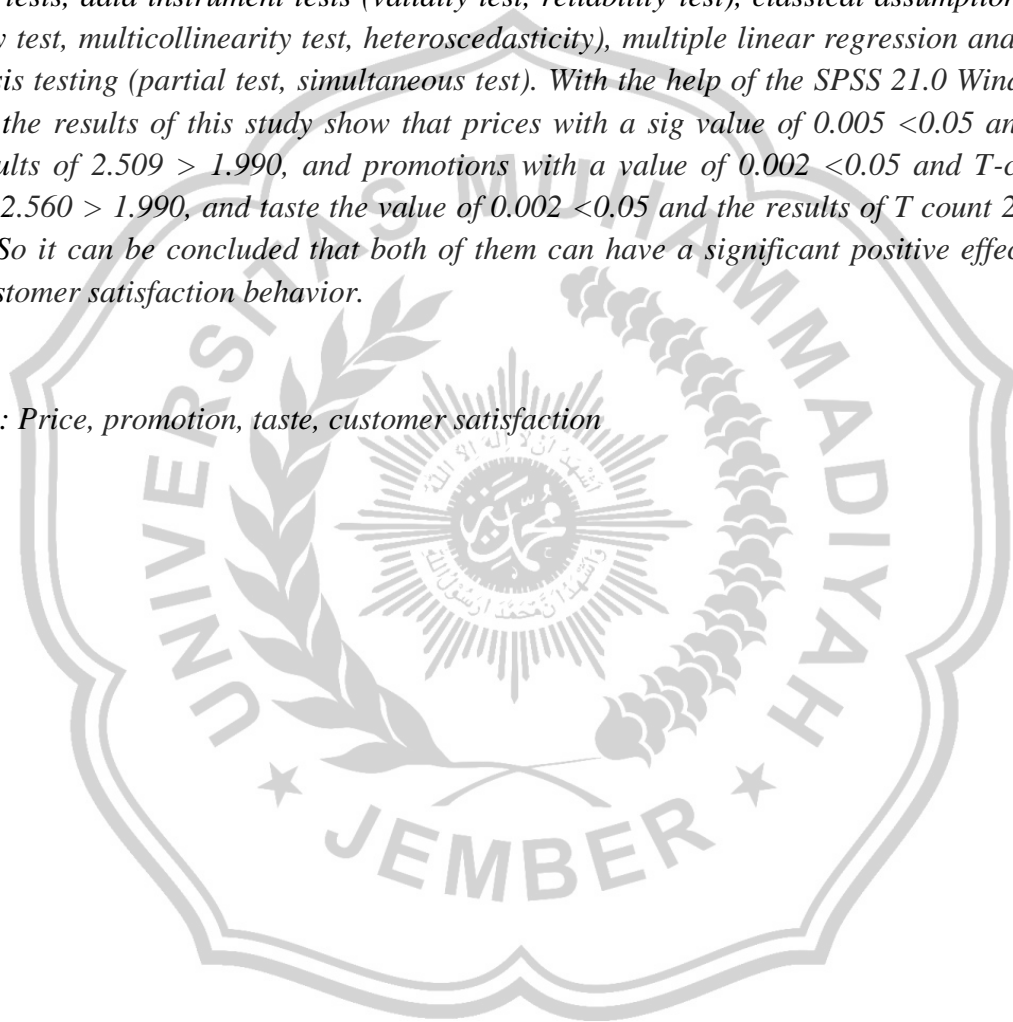 tests, data instrument tests (validity test, reliability test), classical assumption
y test, multicollinearity test, heteroscedasticity), multiple linear regression ana
sis testing (partial test, simultaneous test). With the help of the SPSS 21.0 Wind
the results of this study show that prices with a sig value of 0.005 <0.05 an
ults of 2.509 > 1.990, and promotions with a value of 0.002 <0.05 and T-c
2.560 > 1.990, and taste the value of 0.002 <0.05 and the results of T count 2
So it can be concluded that both of them can have a significant positive effec
stomer satisfaction behavior.
: Price, promotion, taste, customer satisfaction
UNIVERSITAS MUHAMMADIYAH
JEMBER